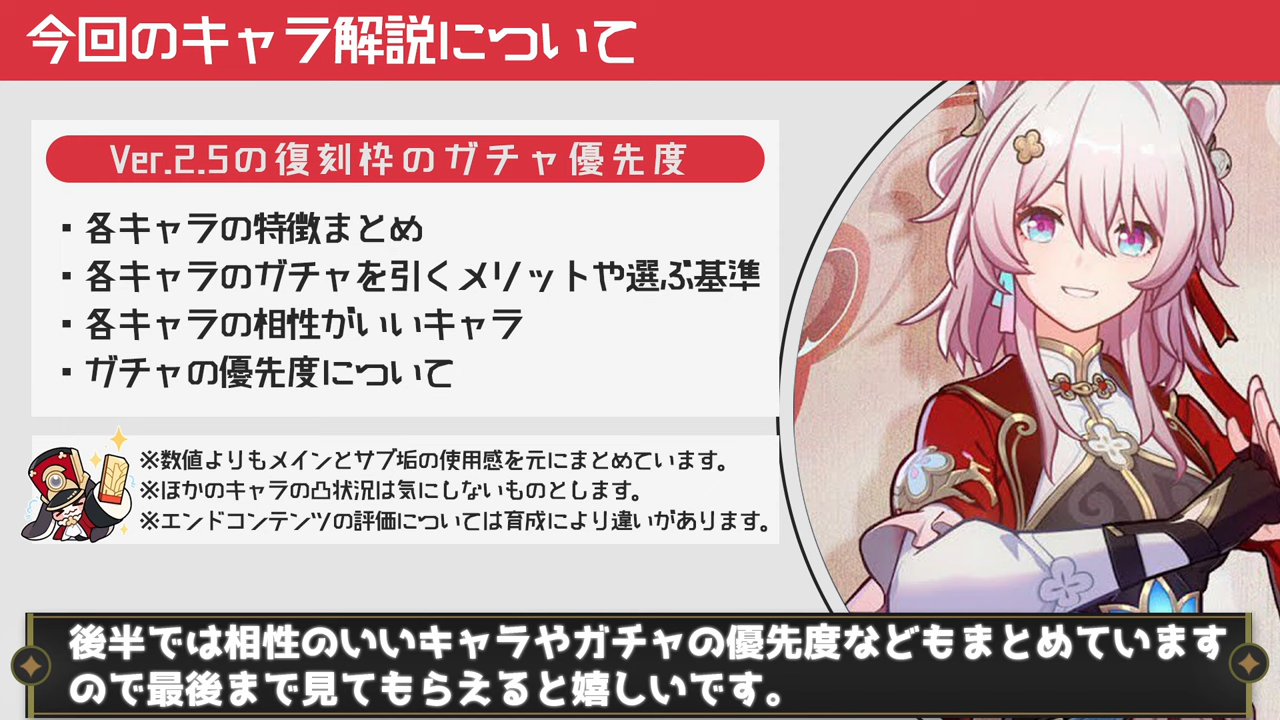 今回のキャラ解説について
Ver.2.5の復刻枠のガチャ優先度
・各キャラの特徴まとめ
・各キャラのガチャを引くメリットや選ぶ基準
・各キャラの相性がいいキャラ
・ガチャの優先度について
※数値よりもメインとサブ垢の使用感を元にまとめています。
※ほかのキャラの凸状況は気にしないものとします。
※エンドコンテンツの評価については育成により違いがあります。
後半では相性のいいキャラやガチャの優先度などもまとめています
ので最後まで見てもらえると嬉しいです。